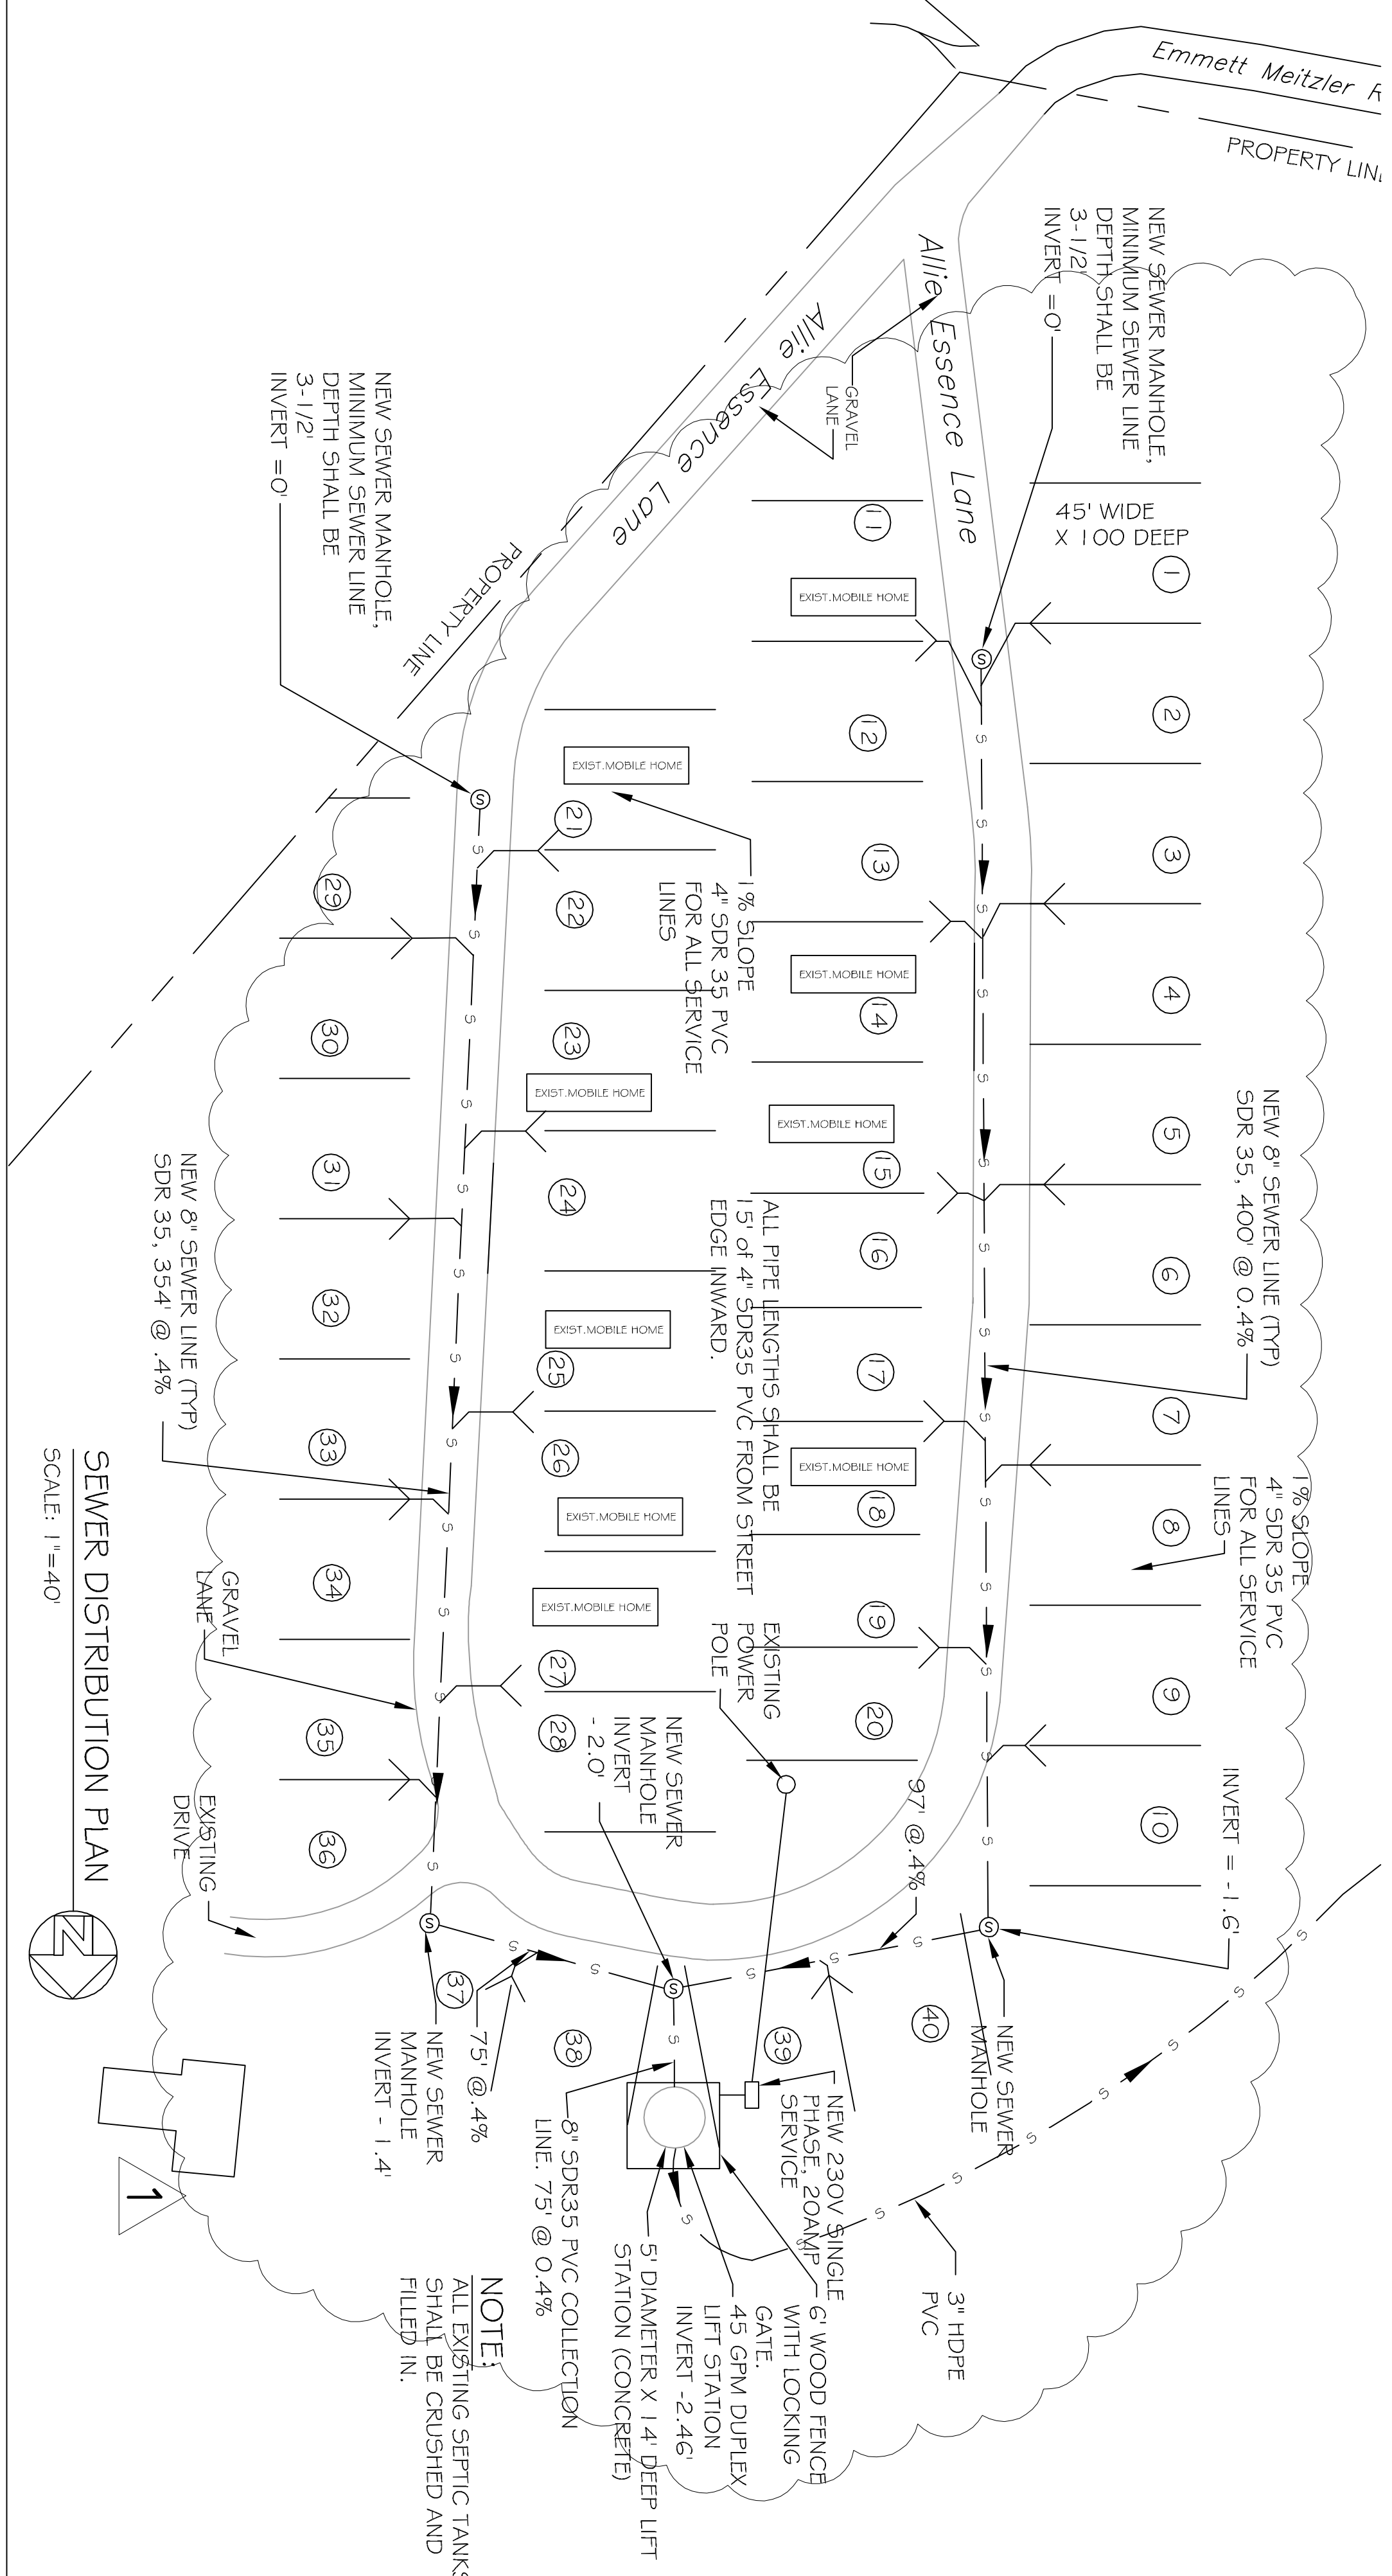 Emmett Meitzler R
PROPERTY LINE
NEW SEWER MANHOLE,
MINIMUM SEWER LINE
DEPTH SHALL BE
3-1/2'
INVERT =0'
Allie Essence Lane
GRAVEL
LANE
Allie Essence Lane
45' WIDE
X 100 DEEP
NEW SEWER MANHOLE,
MINIMUM SEWER LINE
DEPTH SHALL BE
3-1/2'
INVERT =0'
PROPERTY LINE
1
2
3
4
5
6
7
8
9
10
11
12
13
14
15
16
17
18
19
20
21
22
23
24
25
26
27
28
29
30
31
32
33
34
35
36
37
38
39
40
EXIST.MOBILE HOME
EXIST.MOBILE HOME
EXIST.MOBILE HOME
EXIST.MOBILE HOME
EXIST.MOBILE HOME
EXIST.MOBILE HOME
EXIST.MOBILE HOME
EXIST.MOBILE HOME
EXIST.MOBILE HOME
1% SLOPE
4" SDR 35 PVC
FOR ALL SERVICE
LINES
NEW 8" SEWER LINE (TYP)
SDR 35, 400' @ 0.4%
NEW 8" SEWER LINE (TYP)
SDR 35, 354' @ .4%
ALL PIPE LENGTHS SHALL BE
15' of 4" SDR35 PVC FROM STREET
EDGE INWARD.
1% SLOPE
4" SDR 35 PVC
FOR ALL SERVICE
LINES
GRAVEL
LANE
EXISTING
POWER
POLE
NEW SEWER
MANHOLE
INVERT
- 2.0'
EXISTING
DRIVE
97' @.4%
INVERT = -1.6'
NEW SEWER
MANHOLE
NEW SEWER
MANHOLE
INVERT - 1.4'
75' @.4%
8" SDR35 PVC COLLECTION
LINE. 75' @ 0.4%
NEW 230V SINGLE
PHASE, 20AMP
SERVICE
6' WOOD FENCE
WITH LOCKING
GATE.
45 GPM DUPLEX
LIFT STATION
INVERT -2.46'
5' DIAMETER X 14' DEEP LIFT
STATION (CONCRETE)
3" HDPE
PVC
NOTE:
ALL EXISTING SEPTIC TANKS
SHALL BE CRUSHED AND
FILLED IN.
SEWER DISTRIBUTION PLAN
SCALE: 1"=40'
N
1
S
S
S
S
S